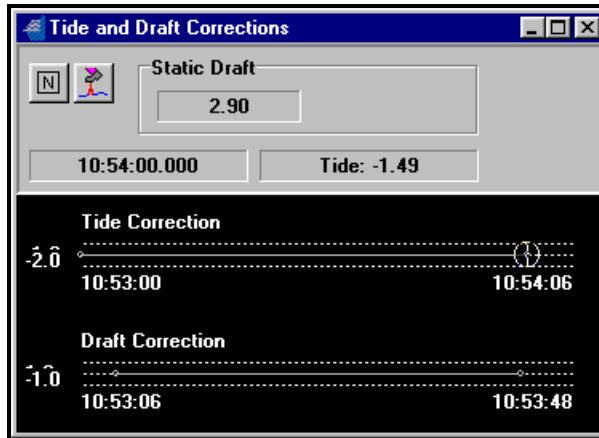 Tide and Draft Corrections
N
Static Draft
2.90
10:54:00.000
Tide: -1.49
Tide Correction
-2.0
10:53:00 10:54:06
Draft Correction
-1.0
10:53:06 10:53:48